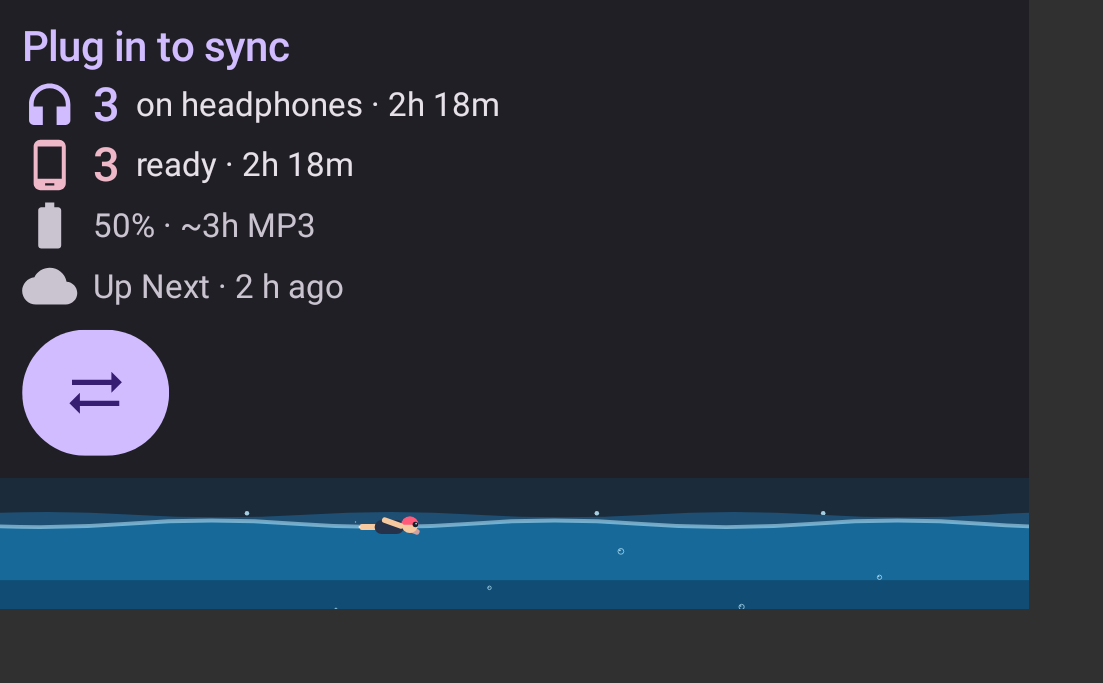 Plug in to sync
3 on headphones · 2h 18m
3 ready · 2h 18m
50% · ~3h MP3
Up Next · 2 h ago